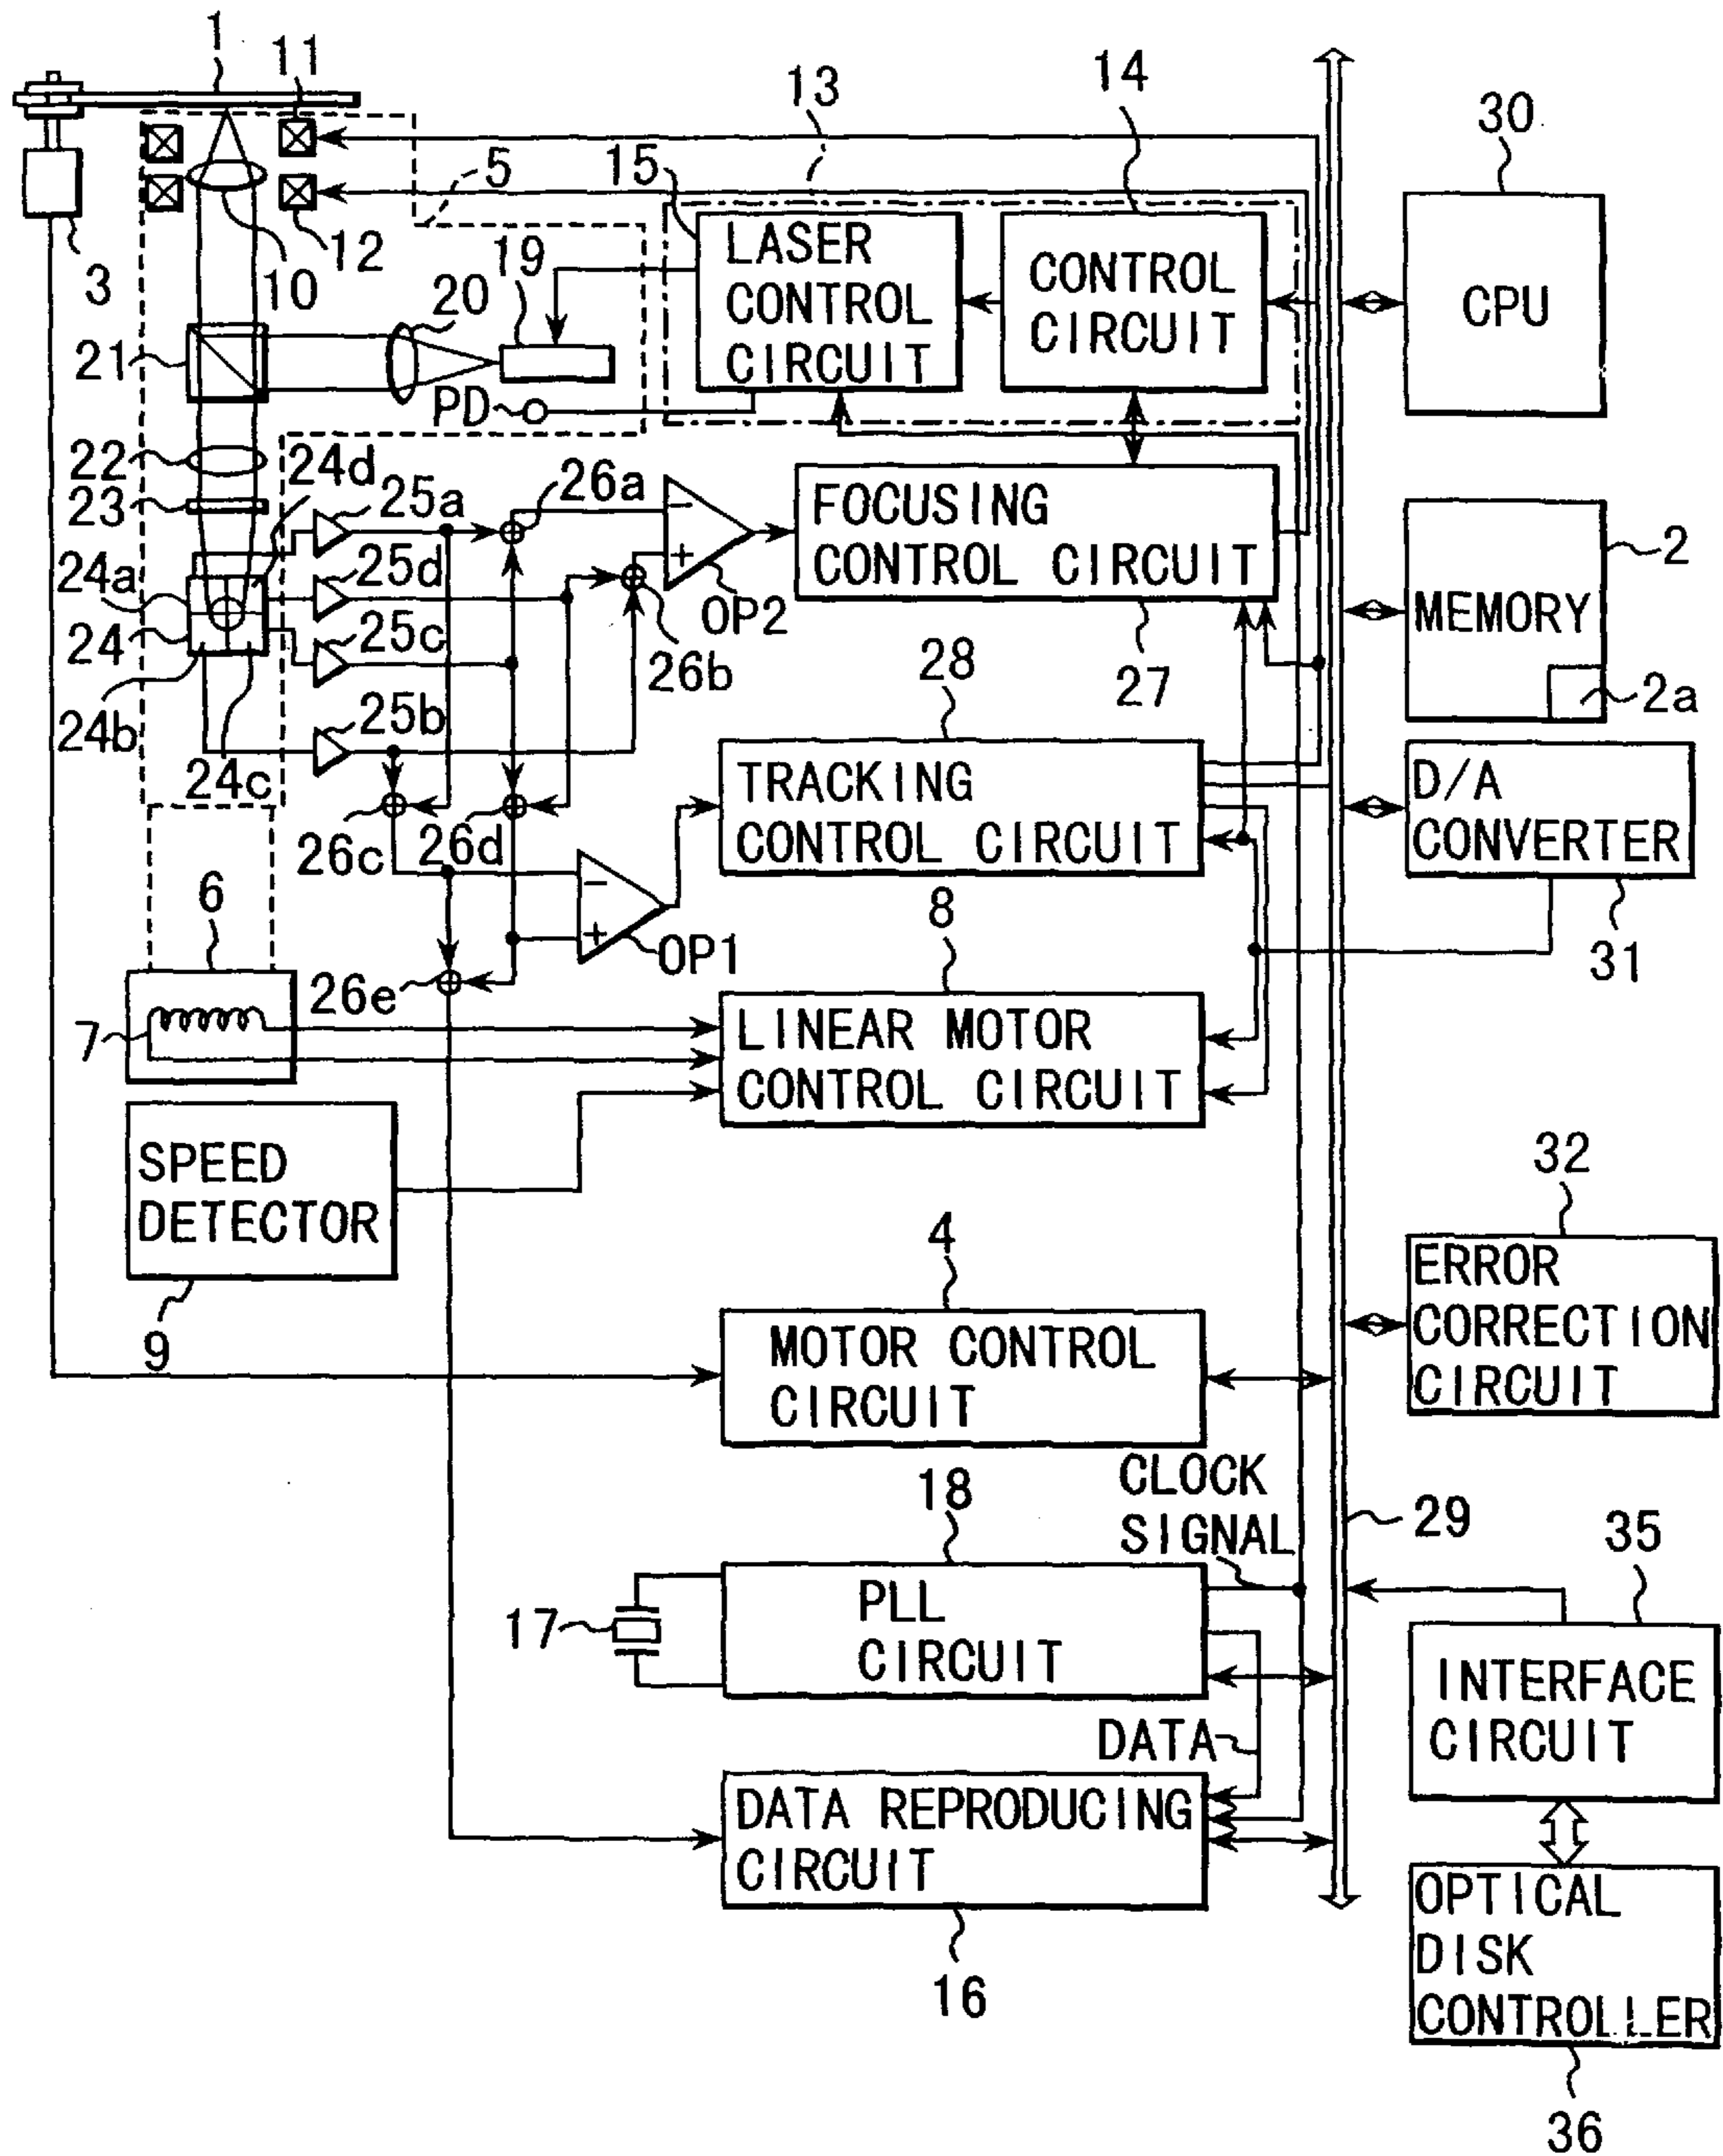 1
11
13
14
30
5
15
LASER
CONTROL
CIRCUIT
CONTROL
CIRCUIT
CPU
3
10
12
19
20
21
PD
22
23
24d
24a
24
24b
24c
25a
25d
25c
25b
26a
26b
OP2
FOCUSING
CONTROL CIRCUIT
27
2
MEMORY
2a
28
TRACKING
CONTROL CIRCUIT
D/A
CONVERTER
31
26c
26d
OP1
26e
6
7
8
LINEAR MOTOR
CONTROL CIRCUIT
SPEED
DETECTOR
9
4
MOTOR CONTROL
CIRCUIT
32
ERROR
CORRECTION
CIRCUIT
CLOCK
SIGNAL
29
18
PLL
CIRCUIT
17
35
INTERFACE
CIRCUIT
DATA
DATA REPRODUCING
CIRCUIT
16
OPTICAL
DISK
CONTROLLER
36